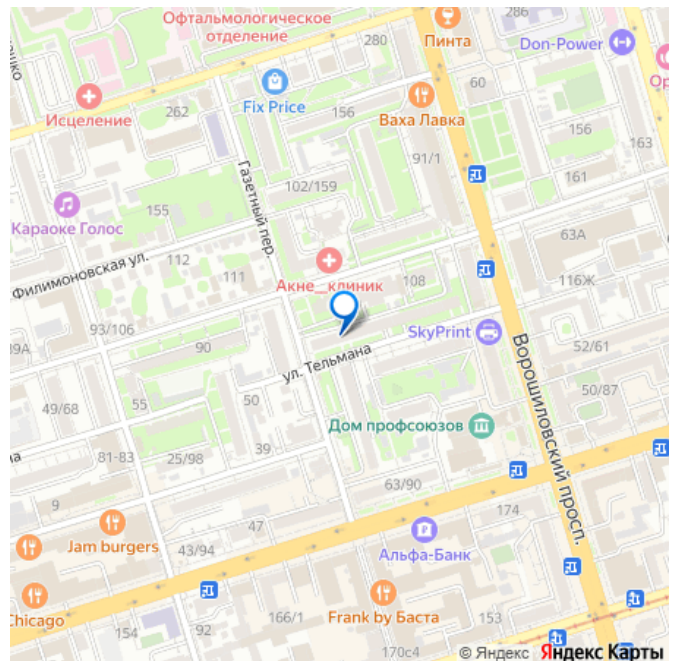 Офтальмологическое
отделение
286
Пинта
Don-Power
280
60
Исцеление
262
Fix Price
156
Ваха Лавка
156
163
91/1
161
Газетный пер.
102/159
155
Караоке Голос
63А
Филимоновская ул.
112
111
Акне_клиник
108
116Ж
93/106
90
SkyPrint
Ворошиловский просп.
52/61
ул. Тельмана
50/87
49/68
55
50
Дом профсоюзов
39
81-83
25/98
63/90
9
174
47
Jam burgers
43/94
Альфа-Банк
Chicago
166/1
Frank by Баста
153
154
92
170с4
© Яндекс Яндекс Карты